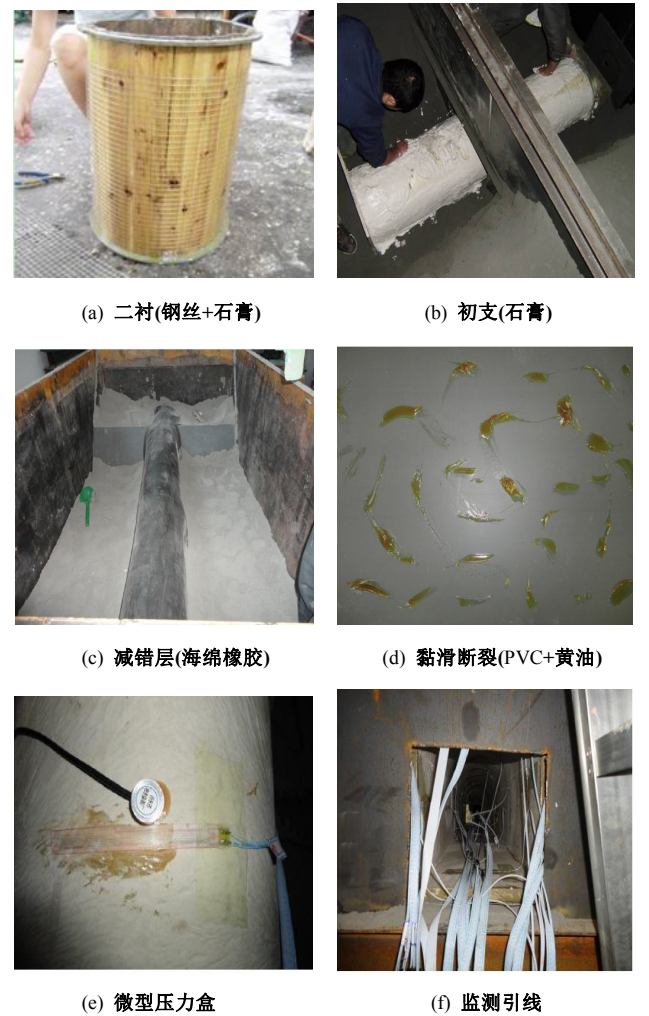 (a) 二衬(钢丝+石膏)
(b) 初支(石膏)
(c) 减错层(海绵橡胶)
(d) 黏滑断裂(PVC+黄油)
(e) 微型压力盒
(f) 监测引线